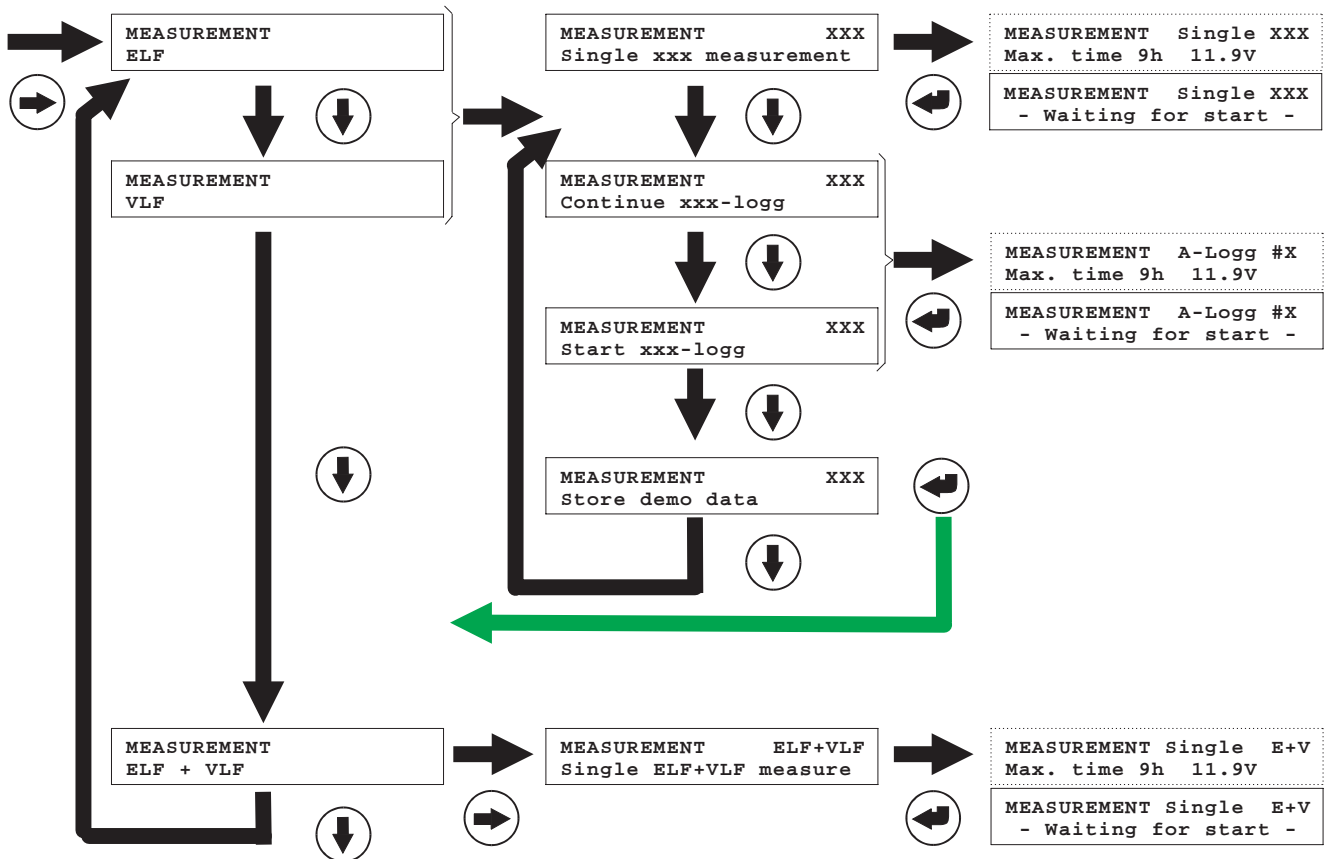 MEASUREMENT
ELF
MEASUREMENT XXX
Single xxx measurement
MEASUREMENT Single XXX
Max. time 9h 11.9V
MEASUREMENT Single XXX
- Waiting for start -
MEASUREMENT
VLF
MEASUREMENT XXX
Continue xxx-logg
MEASUREMENT A-Logg #X
Max. time 9h 11.9V
MEASUREMENT A-Logg #X
- Waiting for start -
MEASUREMENT XXX
Start xxx-logg
MEASUREMENT XXX
Store demo data
MEASUREMENT
ELF + VLF
MEASUREMENT ELF+VLF
Single ELF+VLF measure
MEASUREMENT Single E+V
Max. time 9h 11.9V
MEASUREMENT Single E+V
- Waiting for start -